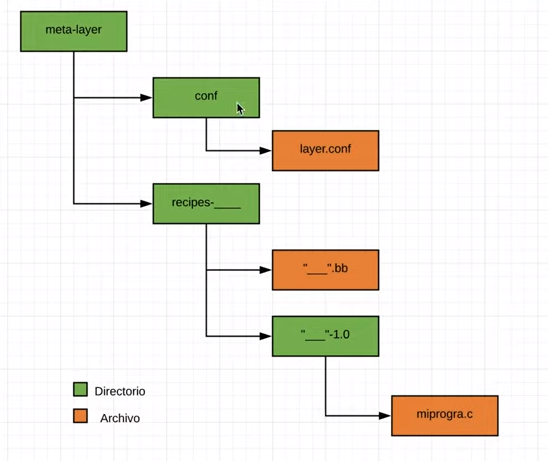 meta-layer
conf
layer.conf
recipes-____
"___".bb
"___"-1.0
miprogra.c
Directorio
Archivo